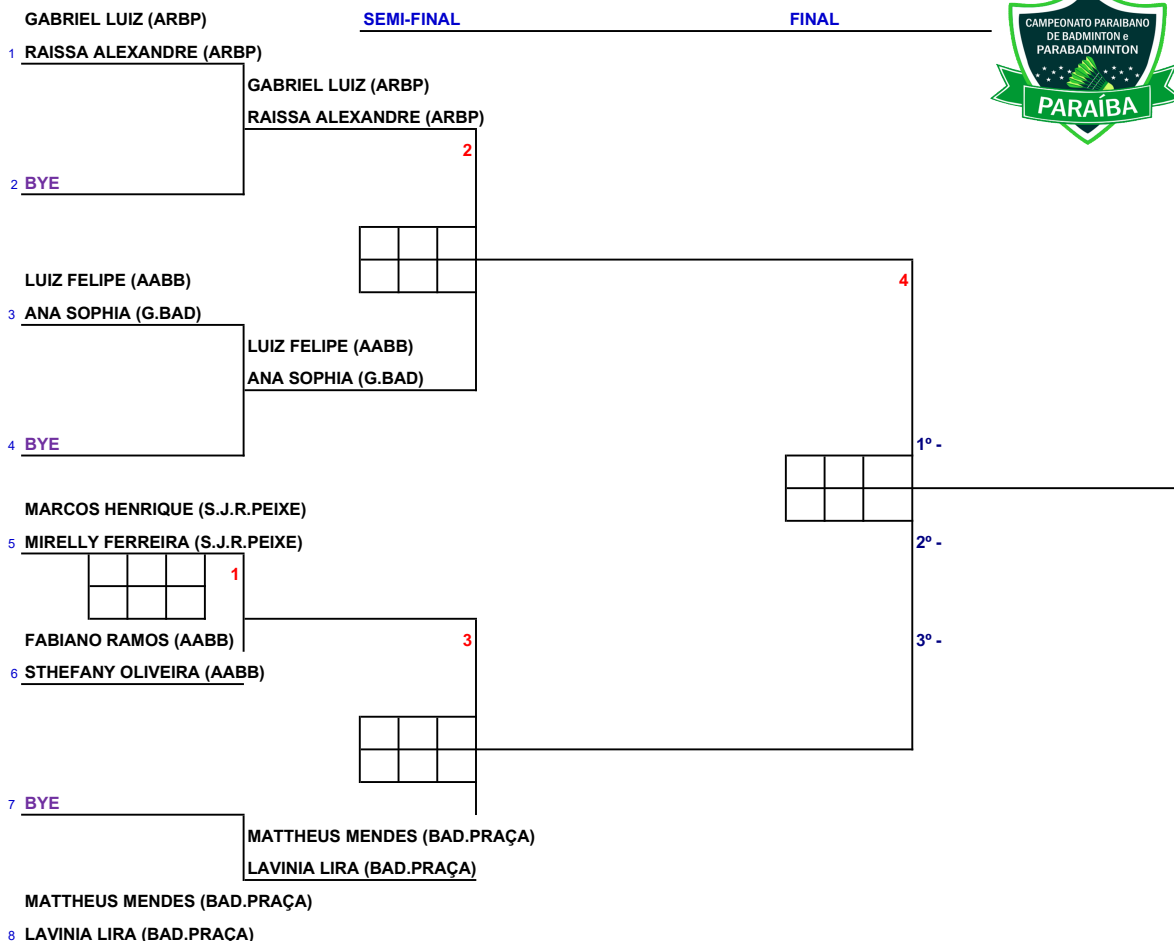 GABRIEL LUIZ (ARBP)
SEMI-FINAL
FINAL
CAMPEONATO PARAIBANO
DE BADMINTON e
PARABADMINTON
PARAÍBA
1 RAISSA ALEXANDRE (ARBP)
GABRIEL LUIZ (ARBP)
RAISSA ALEXANDRE (ARBP)
2
2 BYE
LUIZ FELIPE (AABB)
4
3 ANA SOPHIA (G.BAD)
LUIZ FELIPE (AABB)
ANA SOPHIA (G.BAD)
4 BYE
1º -
MARCOS HENRIQUE (S.J.R.PEIXE)
5 MIRELLY FERREIRA (S.J.R.PEIXE)
2º -
1
FABIANO RAMOS (AABB)
3
3º -
6 STHEFANY OLIVEIRA (AABB)
7 BYE
MATTHEUS MENDES (BAD.PRAÇA)
LAVINIA LIRA (BAD.PRAÇA)
MATTHEUS MENDES (BAD.PRAÇA)
8 LAVINIA LIRA (BAD.PRAÇA)